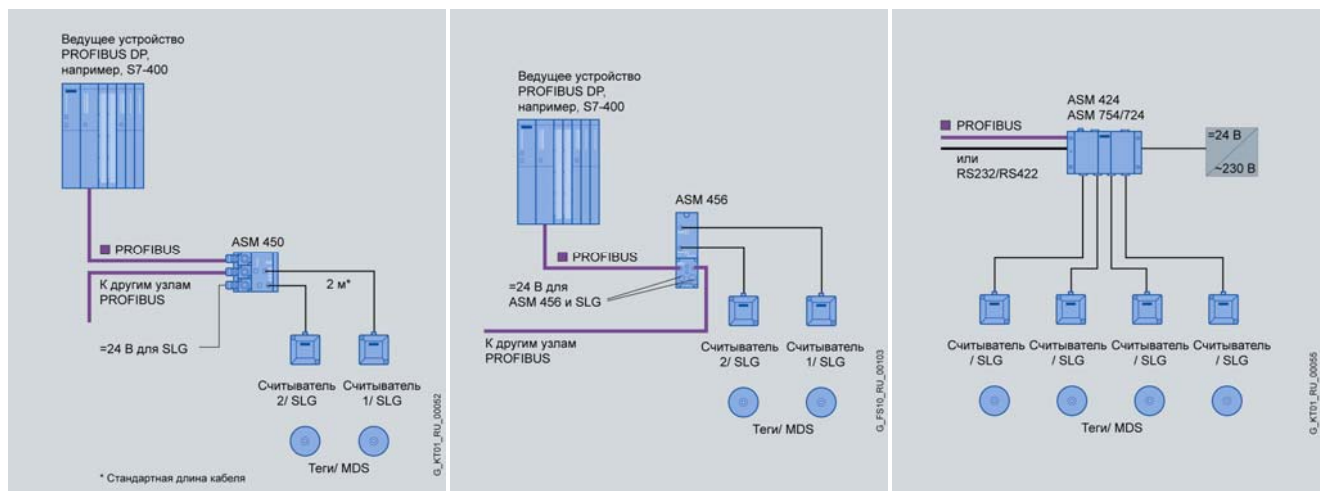 Ведущее устройство
PROFIBUS DP,
например, S7-400
PROFIBUS
ASM 450
К другим узлам
PROFIBUS
2 м*
=24 В для SLG
Считыватель
2/ SLG
Считыватель
1/ SLG
Теги/ MDS
* Стандартная длина кабеля
G_KT01_RU_00052
Ведущее устройство
PROFIBUS DP,
например, S7-400
ASM 456
PROFIBUS
=24 В для
ASM 456 и SLG
К другим узлам
PROFIBUS
Считыватель
2/ SLG
Считыватель
1/ SLG
Теги/ MDS
G_FS10_RU_00103
ASM 424
ASM 754/724
PROFIBUS
или
RS232/RS422
=24 В
~230 В
Считыватель
/ SLG
Считыватель
/ SLG
Считыватель
/ SLG
Считыватель
/ SLG
Теги/ MDS
G_KT01_RU_00055